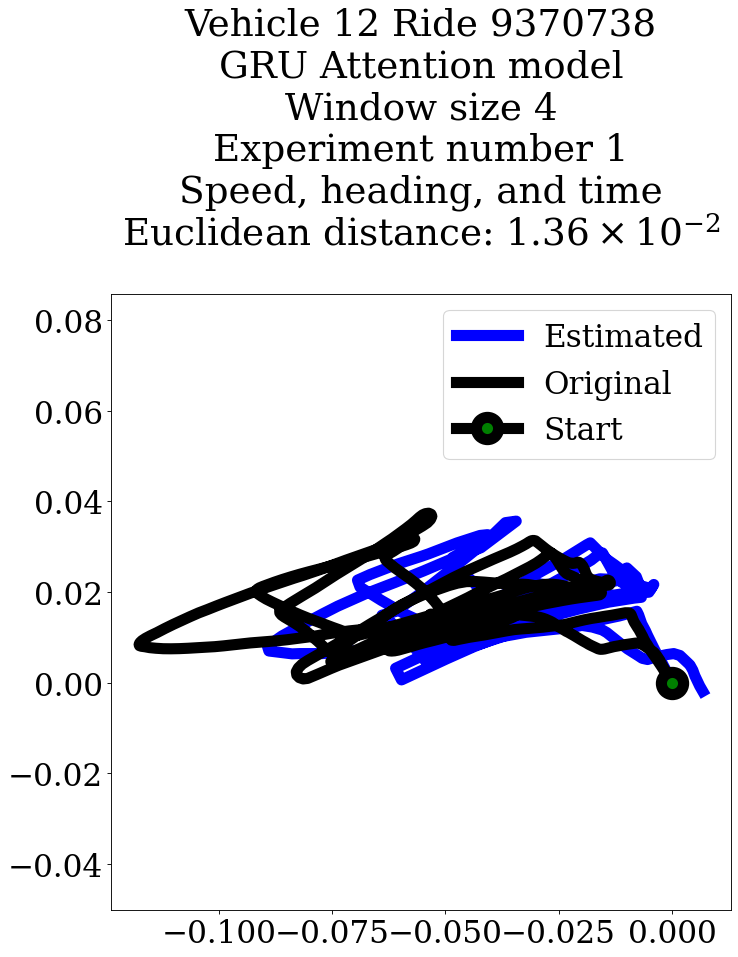 Vehicle 12 Ride 9370738
GRU Attention model
Window size 4
Experiment number 1
Speed, heading, and time
Euclidean distance: 1.36 × 10⁻²
Estimated
Original
Start
0.08
0.06
0.04
0.02
0.00
−0.02
−0.04
−0.100 −0.075 −0.050 −0.025 0.000